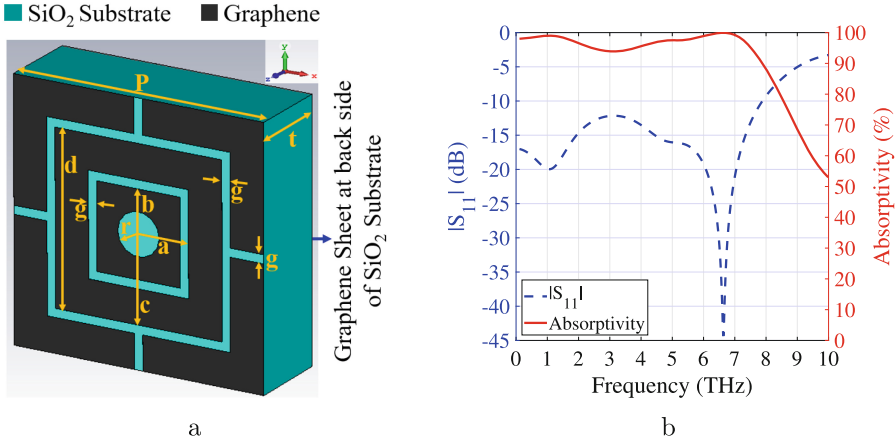 SiO2 Substrate Graphene
y
x
z
P
t
d
g
g
b
r
a
g
c
Graphene Sheet at back side
of SiO2 Substrate
a
0
-5
-10
-15
-20
-25
-30
-35
-40
-45
|S11| (dB)
|S11|
Absorptivity
0 1 2 3 4 5 6 7 8 9 10
Frequency (THz)
100
90
80
70
60
50
40
30
20
10
0
Absorptivity (%)
b